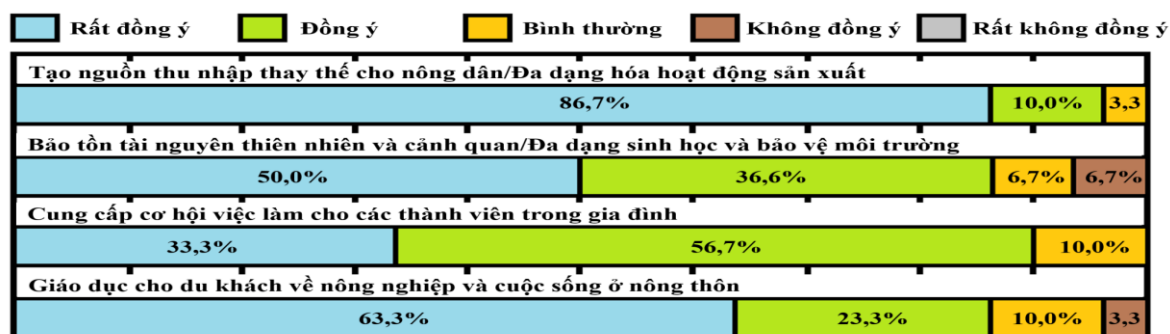 Rất đồng ý Đồng ý Bình thường Không đồng ý Rất không đồng ý
Tạo nguồn thu nhập thay thế cho nông dân/Đa dạng hóa hoạt động sản xuất
86,7% 10,0% 3,3
Bảo tồn tài nguyên thiên nhiên và cảnh quan/Đa dạng sinh học và bảo vệ môi trường
50,0% 36,6% 6,7% 6,7%
Cung cấp cơ hội việc làm cho các thành viên trong gia đình
33,3% 56,7% 10,0%
Giáo dục cho du khách về nông nghiệp và cuộc sống ở nông thôn
63,3% 23,3% 10,0% 3,3